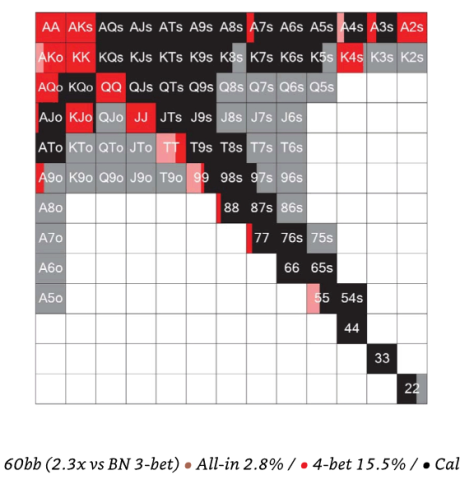 AA AKs AQs AJs ATs A9s A8s A7s A6s A5s A4s A3s A2s
AKo KK KQs KJs KTs K9s K8s K7s K6s K5s K4s K3s K2s
AQo KQo QQ QJs QTs Q9s Q8s Q7s Q6s Q5s
AJo KJo QJo JJ JTs J9s J8s J7s J6s
ATo KTo QTo JTo TT T9s T8s T7s T6s
A9o K9o Q9o J9o T9o 99 98s 97s 96s
A8o 88 87s 86s
A7o 77 76s 75s
A6o 66 65s
A5o 55 54s
44
33
22
60bb (2.3x vs BN 3-bet) • All-in 2.8% / • 4-bet 15.5% / • Cal